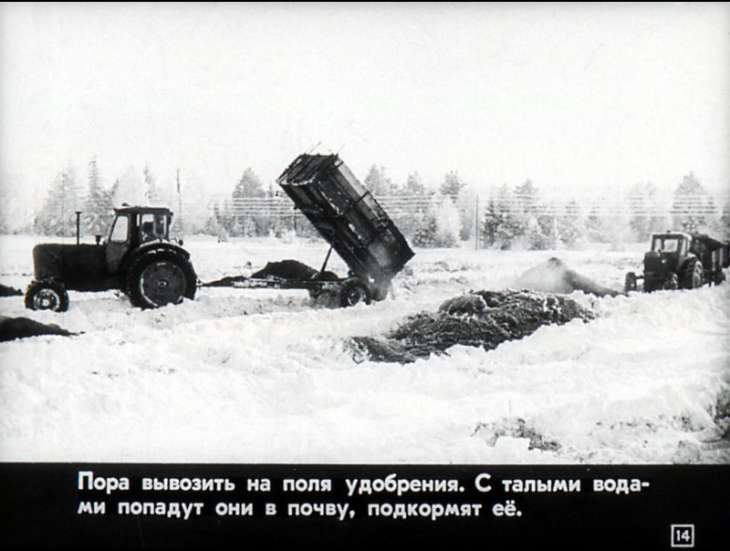 Пора вывозить на поля удобрения. С талыми вода-
ми попадут они в почву, подкормят её.
14